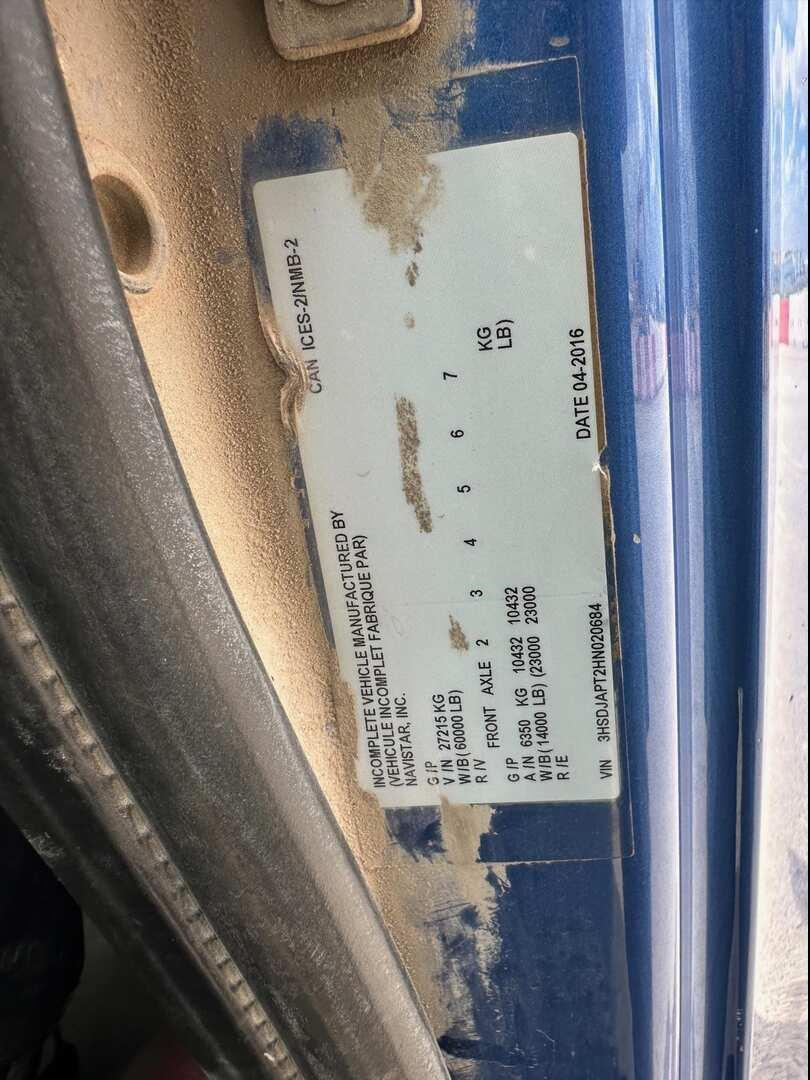 CAN ICES-2/NMB-2
INCOMPLETE VEHICLE MANUFACTURED BY
(VEHICULE INCOMPLET FABRIQUE PAR)
NAVISTAR, INC.
G /P
V / N 27215 KG
W/B ( 60000 LB)
R /V FRONT AXLE 2 3 4 5 6 7
G / P
A / N 6350 KG 10432 10432 KG
W/B ( 14000 LB) (23000 23000 LB)
R / E
DATE 04-2016
VIN 3HSDJAPT2HN020684